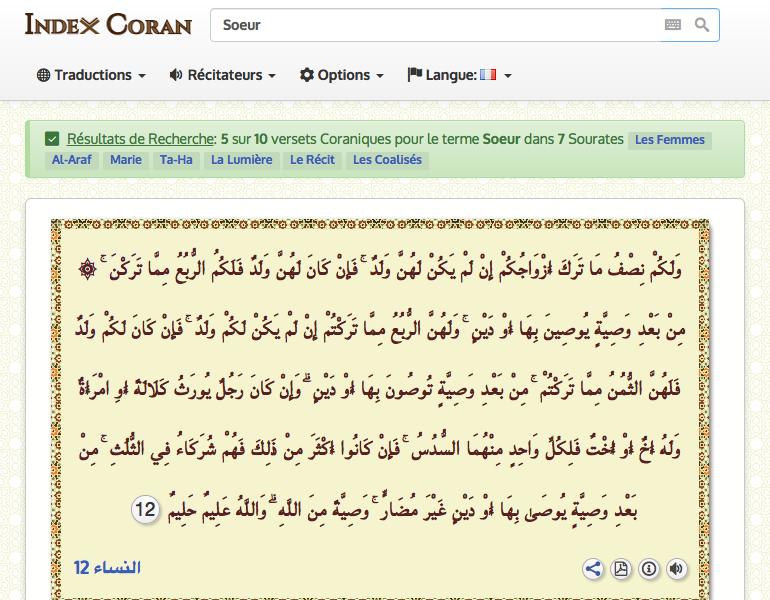 INDEX CORAN
Soeur
Traductions
Récitateurs
Options
Langue:
Résultats de Recherche: 5 sur 10 versets Coraniques pour le terme Soeur dans 7 Sourates Les Femmes
Al-Araf Marie Ta-Ha La Lumière Le Récit Les Coalisés
۞ وَلَكُمْ نِصْفُ مَا تَرَكَ أَزْوَاجُكُمْ إِنْ لَمْ يَكُنْ لَهُنَّ وَلَدٌ ۚ فَإِنْ كَانَ لَهُنَّ وَلَدٌ فَلَكُمُ الرُّبُعُ مِمَّا تَرَكْنَ ۚ
مِنْ بَعْدِ وَصِيَّةٍ يُوصِينَ بِهَا أَوْ دَيْنٍ ۚ وَلَهُنَّ الرُّبُعُ مِمَّا تَرَكْتُمْ إِنْ لَمْ يَكُنْ لَكُمْ وَلَدٌ ۚ فَإِنْ كَانَ لَكُمْ وَلَدٌ
فَلَهُنَّ الثُّمُنُ مِمَّا تَرَكْتُمْ ۚ مِنْ بَعْدِ وَصِيَّةٍ تُوصُونَ بِهَا أَوْ دَيْنٍ ۗ وَإِنْ كَانَ رَجُلٌ يُورَثُ كَلَالَةً أَوِ امْرَأَةٌ
وَلَهُ أَخٌ أَوْ أُخْتٌ فَلِكُلِّ وَاحِدٍ مِنْهُمَا السُّدُسُ ۚ فَإِنْ كَانُوا أَكْثَرَ مِنْ ذَٰلِكَ فَهُمْ شُرَكَاءُ فِي الثُّلُثِ ۚ مِنْ
بَعْدِ وَصِيَّةٍ يُوصَىٰ بِهَا أَوْ دَيْنٍ غَيْرَ مُضَارٍّ ۚ وَصِيَّةً مِنَ اللَّهِ ۗ وَاللَّهُ عَلِيمٌ حَلِيمٌ 12
النساء 12